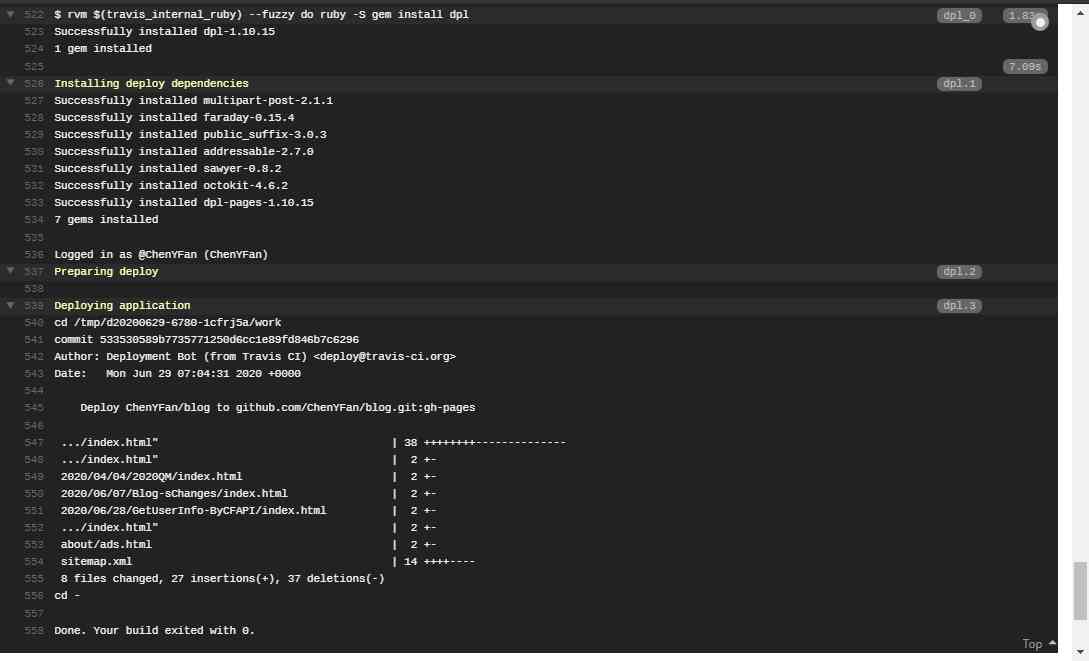 522 $ rvm $(travis_internal_ruby) --fuzzy do ruby -S gem install dpl dpl_0
523 Successfully installed dpl-1.10.15
524 1 gem installed
525 7.09s
526 Installing deploy dependencies dpl.1
527 Successfully installed multipart-post-2.1.1
528 Successfully installed faraday-0.15.4
529 Successfully installed public_suffix-3.0.3
530 Successfully installed addressable-2.7.0
531 Successfully installed sawyer-0.8.2
532 Successfully installed octokit-4.6.2
533 Successfully installed dpl-pages-1.10.15
534 7 gems installed
535
536 Logged in as @ChenYFan (ChenYFan)
537 Preparing deploy dpl.2
538
539 Deploying application dpl.3
540 cd /tmp/d20200629-6780-1cfrj5a/work
541 commit 533530589b7735771250d6cc1e89fd846b7c6296
542 Author: Deployment Bot (from Travis CI) <deploy@travis-ci.org>
543 Date:   Mon Jun 29 07:04:31 2020 +0000
544
545     Deploy ChenYFan/blog to github.com/ChenYFan/blog.git:gh-pages
546
547  .../index.html" | 38 ++++++++--------------
548  .../index.html" |  2 +-
549  2020/04/04/2020QM/index.html |  2 +-
550  2020/06/07/Blog-sChanges/index.html |  2 +-
551  2020/06/28/GetUserInfo-ByCFAPI/index.html |  2 +-
552  .../index.html" |  2 +-
553  about/ads.html |  2 +-
554  sitemap.xml | 14 ++++----
555  8 files changed, 27 insertions(+), 37 deletions(-)
556 cd -
557
558 Done. Your build exited with 0.
Top